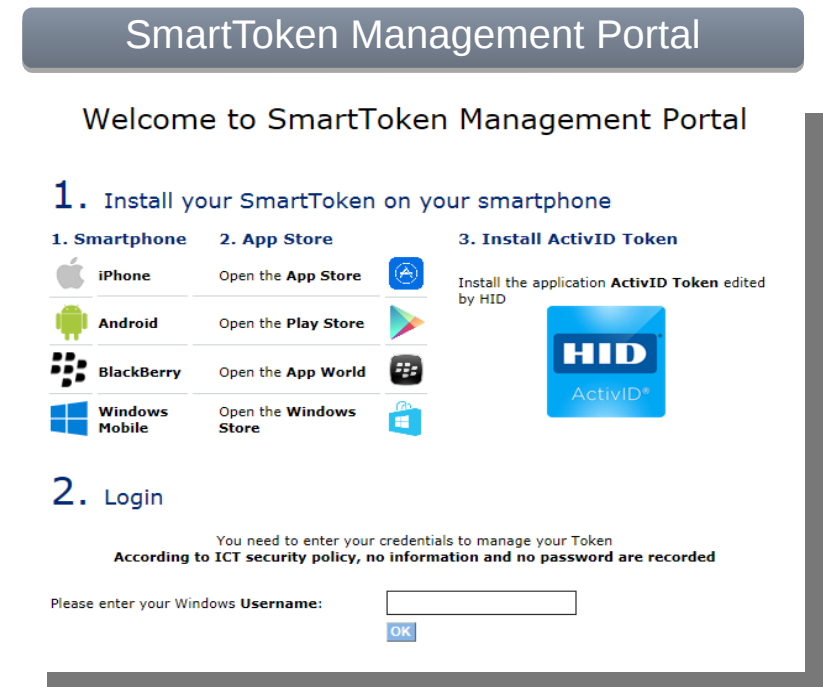 SmartToken Management Portal
Welcome to SmartToken Management Portal
1. Install your SmartToken on your smartphone
1. Smartphone 2. App Store 3. Install ActivID Token
iPhone Open the App Store
Install the application ActivID Token edited
by HID
Android Open the Play Store
HID
ActivID®
BlackBerry Open the App World
Windows
Mobile
Open the Windows
Store
2. Login
You need to enter your credentials to manage your Token
According to ICT security policy, no information and no password are recorded
Please enter your Windows Username:
OK